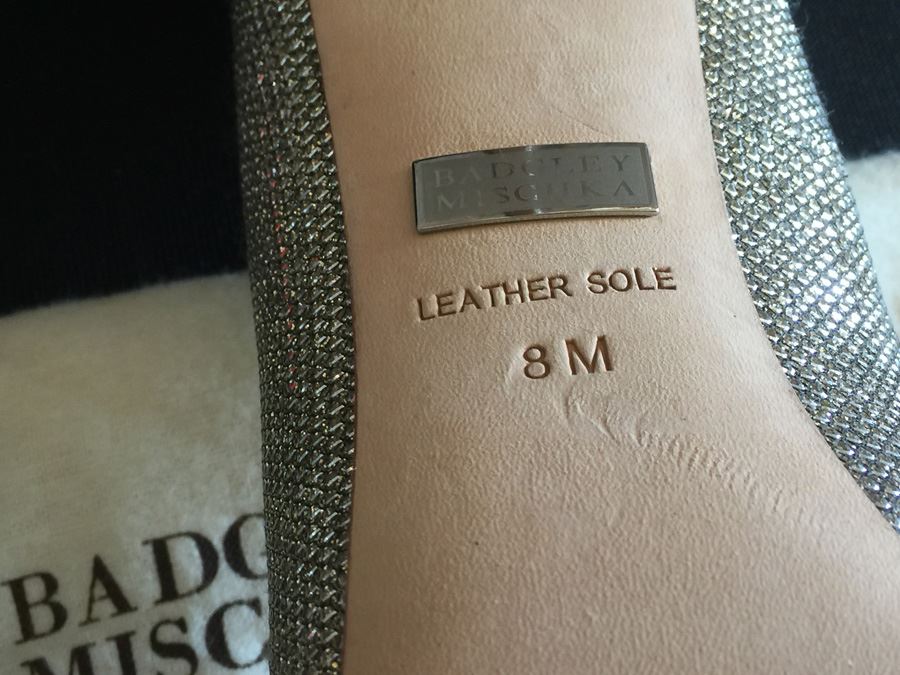 BADGLEY
MISCHKA
LEATHER SOLE
8 M
BADG
MISC